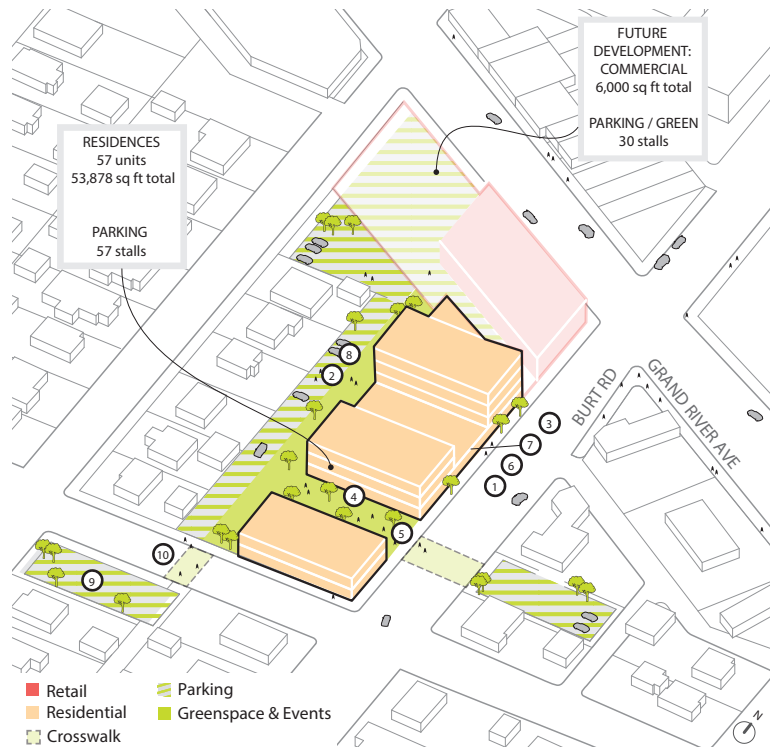 FUTURE
DEVELOPMENT:
COMMERCIAL
6,000 sq ft total
PARKING / GREEN
30 stalls
RESIDENCES
57 units
53,878 sq ft total
PARKING
57 stalls
8
2
BURT RD
GRAND RIVER AVE
3
7
6
1
4
5
10
9
Retail
Residential
Crosswalk
Parking
Greenspace & Events
N